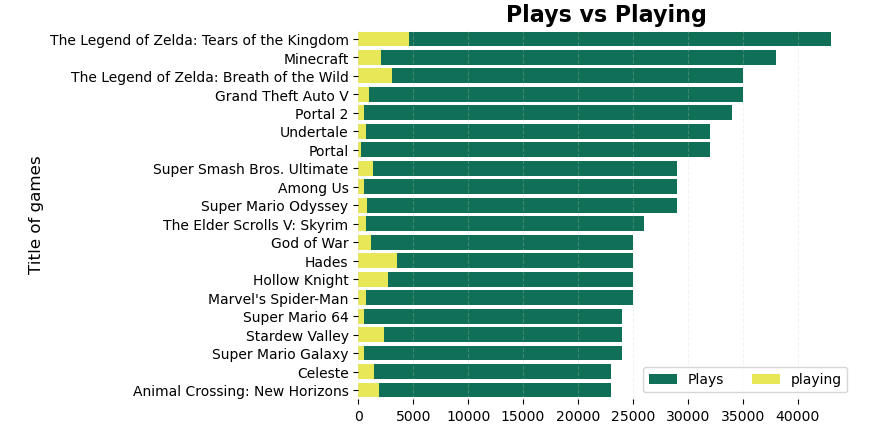 Plays vs Playing
Title of games
The Legend of Zelda: Tears of the Kingdom
Minecraft
The Legend of Zelda: Breath of the Wild
Grand Theft Auto V
Portal 2
Undertale
Portal
Super Smash Bros. Ultimate
Among Us
Super Mario Odyssey
The Elder Scrolls V: Skyrim
God of War
Hades
Hollow Knight
Marvel's Spider-Man
Super Mario 64
Stardew Valley
Super Mario Galaxy
Celeste
Animal Crossing: New Horizons
Plays playing
0 5000 10000 15000 20000 25000 30000 35000 40000